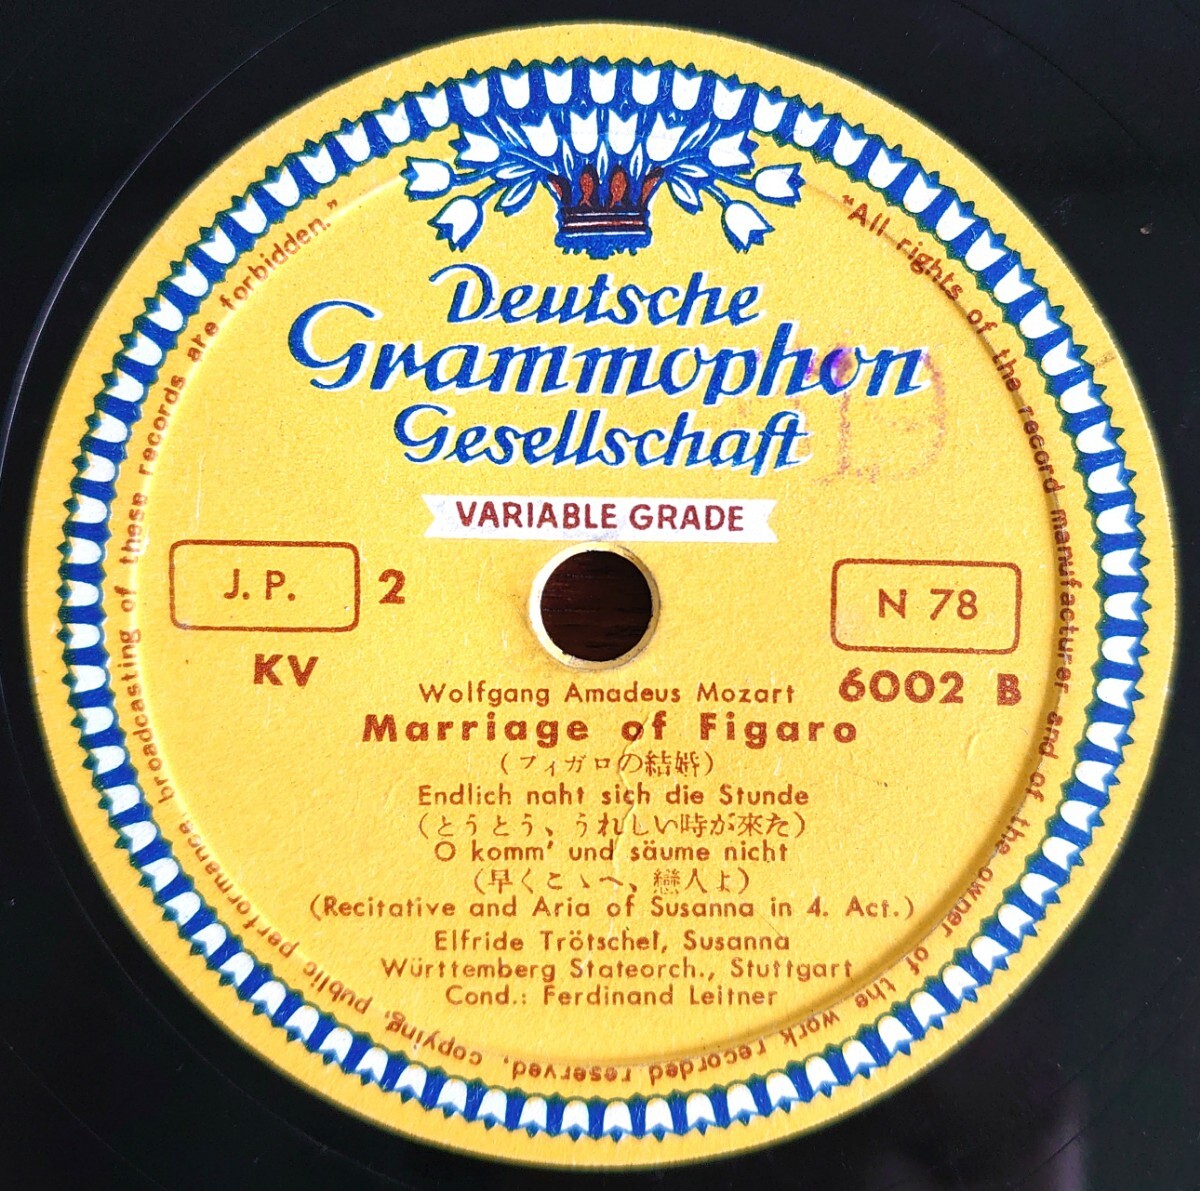 Deutsche
Grammophon
Gesellschaft
VARIABLE GRADE
J.P. 2
N 78
KV
6002 B
Wolfgang Amadeus Mozart
Marriage of Figaro
(フィガロの結婚)
Endlich naht sich die Stunde
(とうとう、うれしい時が來た)
O komm' und säume nicht
(早くこゝへ、戀人よ)
(Recitative and Aria of Susanna in 4. Act.)
Elfride Trötschel, Susanna
Württemberg Stateorch., Stuttgart
Cond.: Ferdinand Leitner
"All rights of the record manufacturer and of the owner of the work recorded reserved, copying, public performance, broadcasting of these records are forbidden."